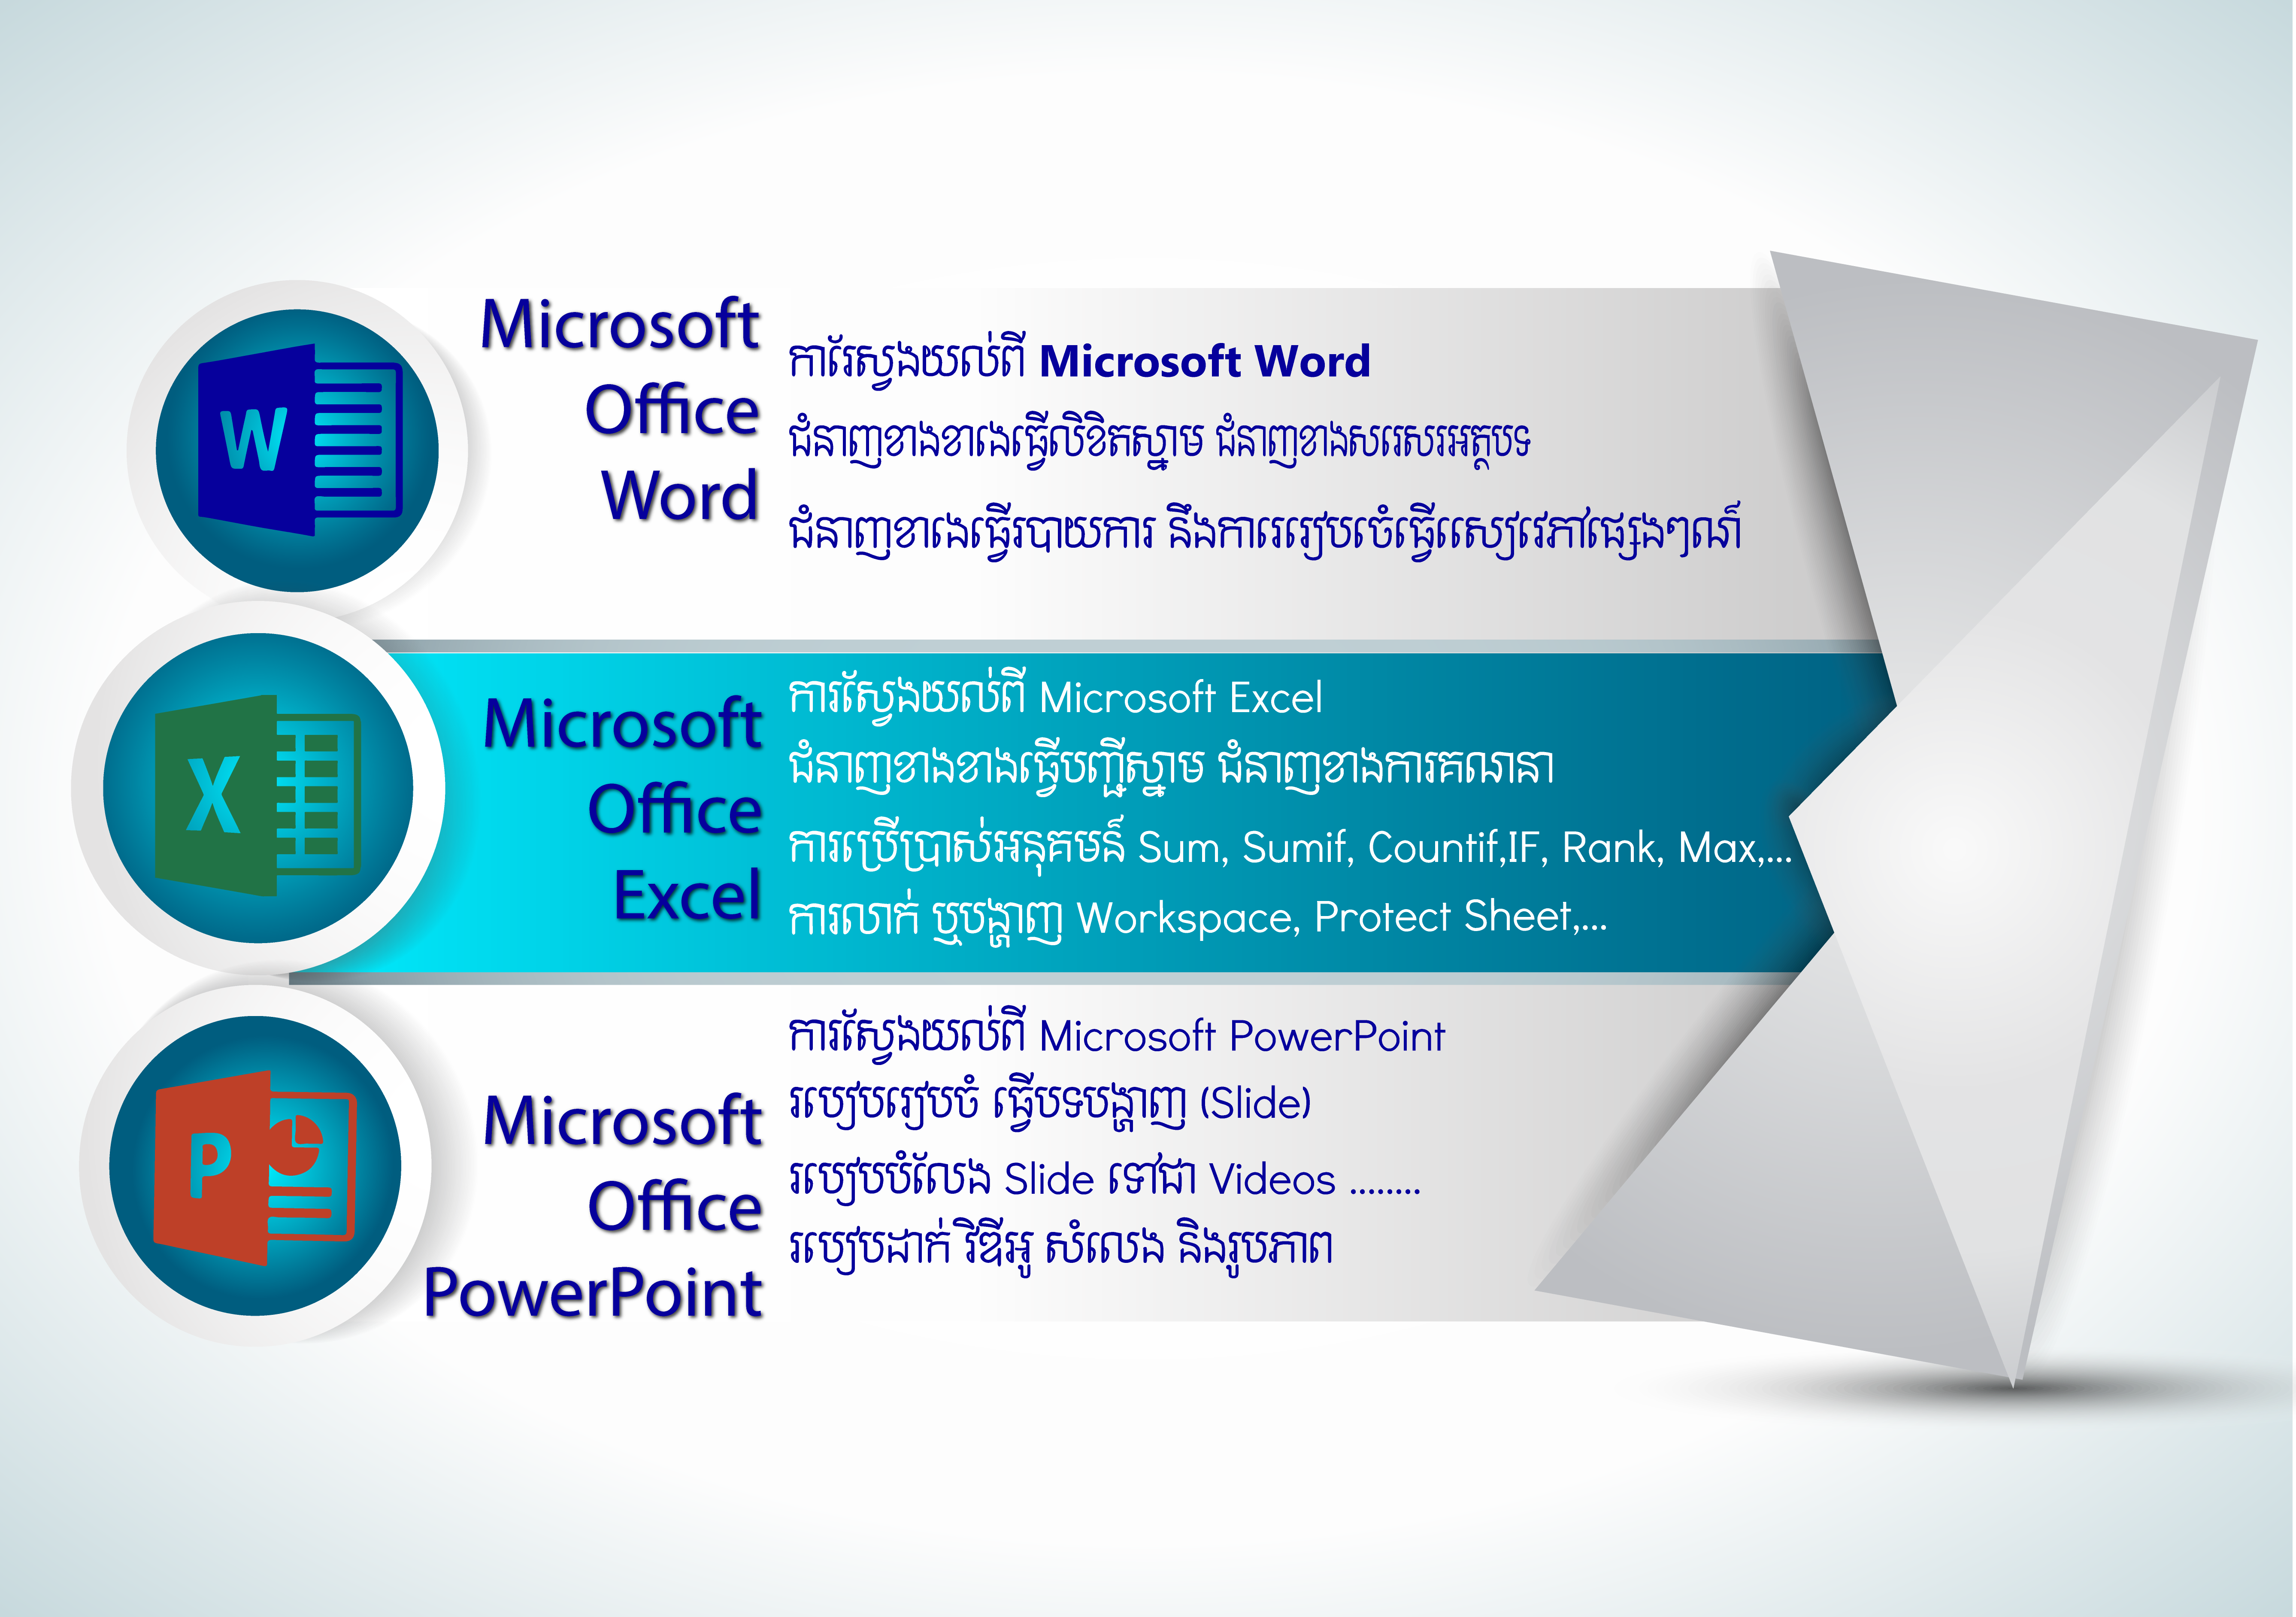 W
Microsoft
Office
Word
ការស្វែងយល់ពី Microsoft Word
ជំនាញខាងខាងធ្វើលិខិតស្នាម ជំនាញខាងសរសេរអត្ថបទ
ជំនាញខាងធ្វើរបាយការ នឹងការរៀបចំធ្វើសៀវភៅផ្សេងៗណ៏
X
Microsoft
Office
Excel
ការស្វែងយល់ពី Microsoft Excel
ជំនាញខាងខាងធ្វើបញ្ជីស្នាម ជំនាញខាងការគណនា
ការប្រើប្រាស់អនុគមន៍ Sum, Sumif, Countif,IF, Rank, Max,...
ការលាក់ ឬបង្ហាញ Workspace, Protect Sheet,...
P
Microsoft
Office
PowerPoint
ការស្វែងយល់ពី Microsoft PowerPoint
របៀបរៀបចំ ធ្វើបទបង្ហាញ (Slide)
របៀបបំលែង Slide ទៅជា Videos ........
របៀបដាក់ វិឌីអូ សំលេង និងរូបភាព